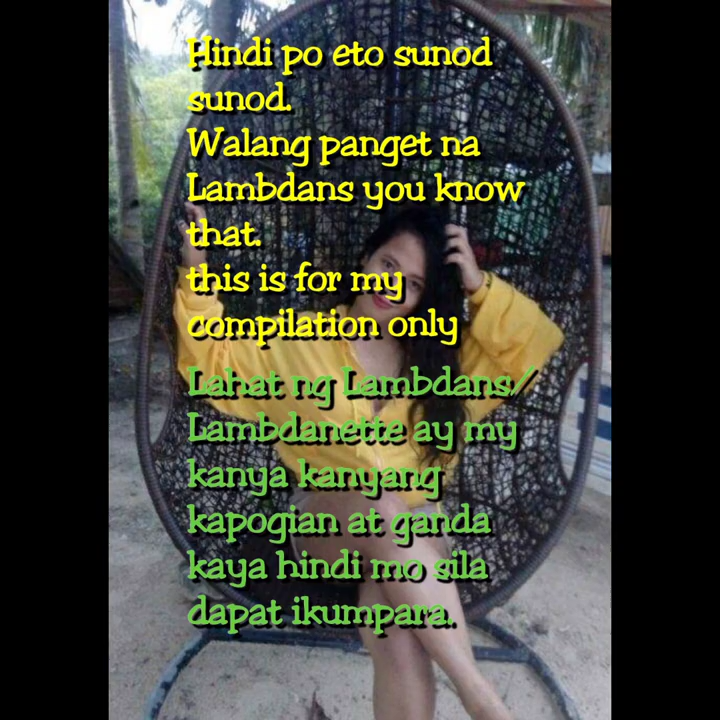 Hindi po eto sunod
sunod.
Walang panget na
Lambdans you know
that.
this is for my
compilation only
Lahat ng Lambdans/
Lambdanette ay my
kanya kanyang
kapogian at ganda
kaya hindi mo sila
dapat ikumpara.